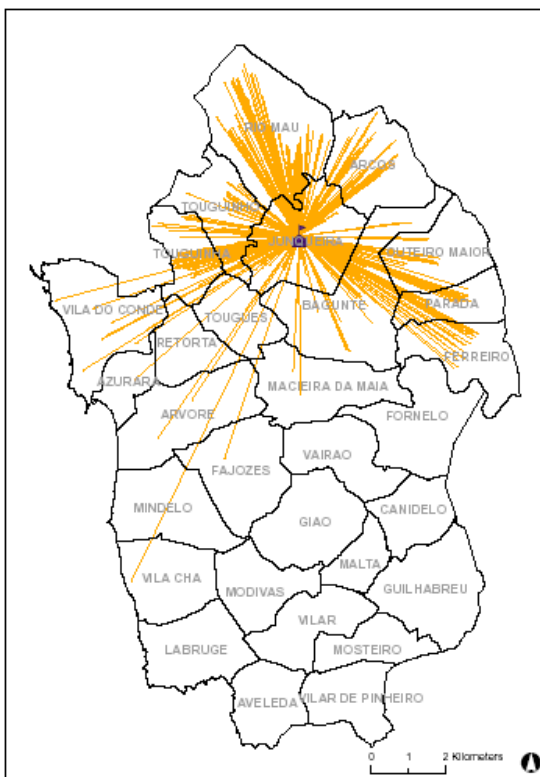 RIO MAU
ARCOS
TOUGUINHO
JUNQUEIRA
TOUGUINHA
OUTEIRO MAIOR
VILA DO CONDE
TOUGUES
BAGUNTE
PARADA
RETORTA
FERREIRO
AZURARA
MACIEIRA DA MAIA
ARVORE
FORNELO
VAIRAO
FAJOZES
MINDELO
GIAO
CANIDELO
MALTA
VILA CHA
MODIVAS
GUILHABREU
VILAR
LABRUGE
MOSTEIRO
AVELEDA
VILAR DE PINHEIRO
0 1 2 Kilometers